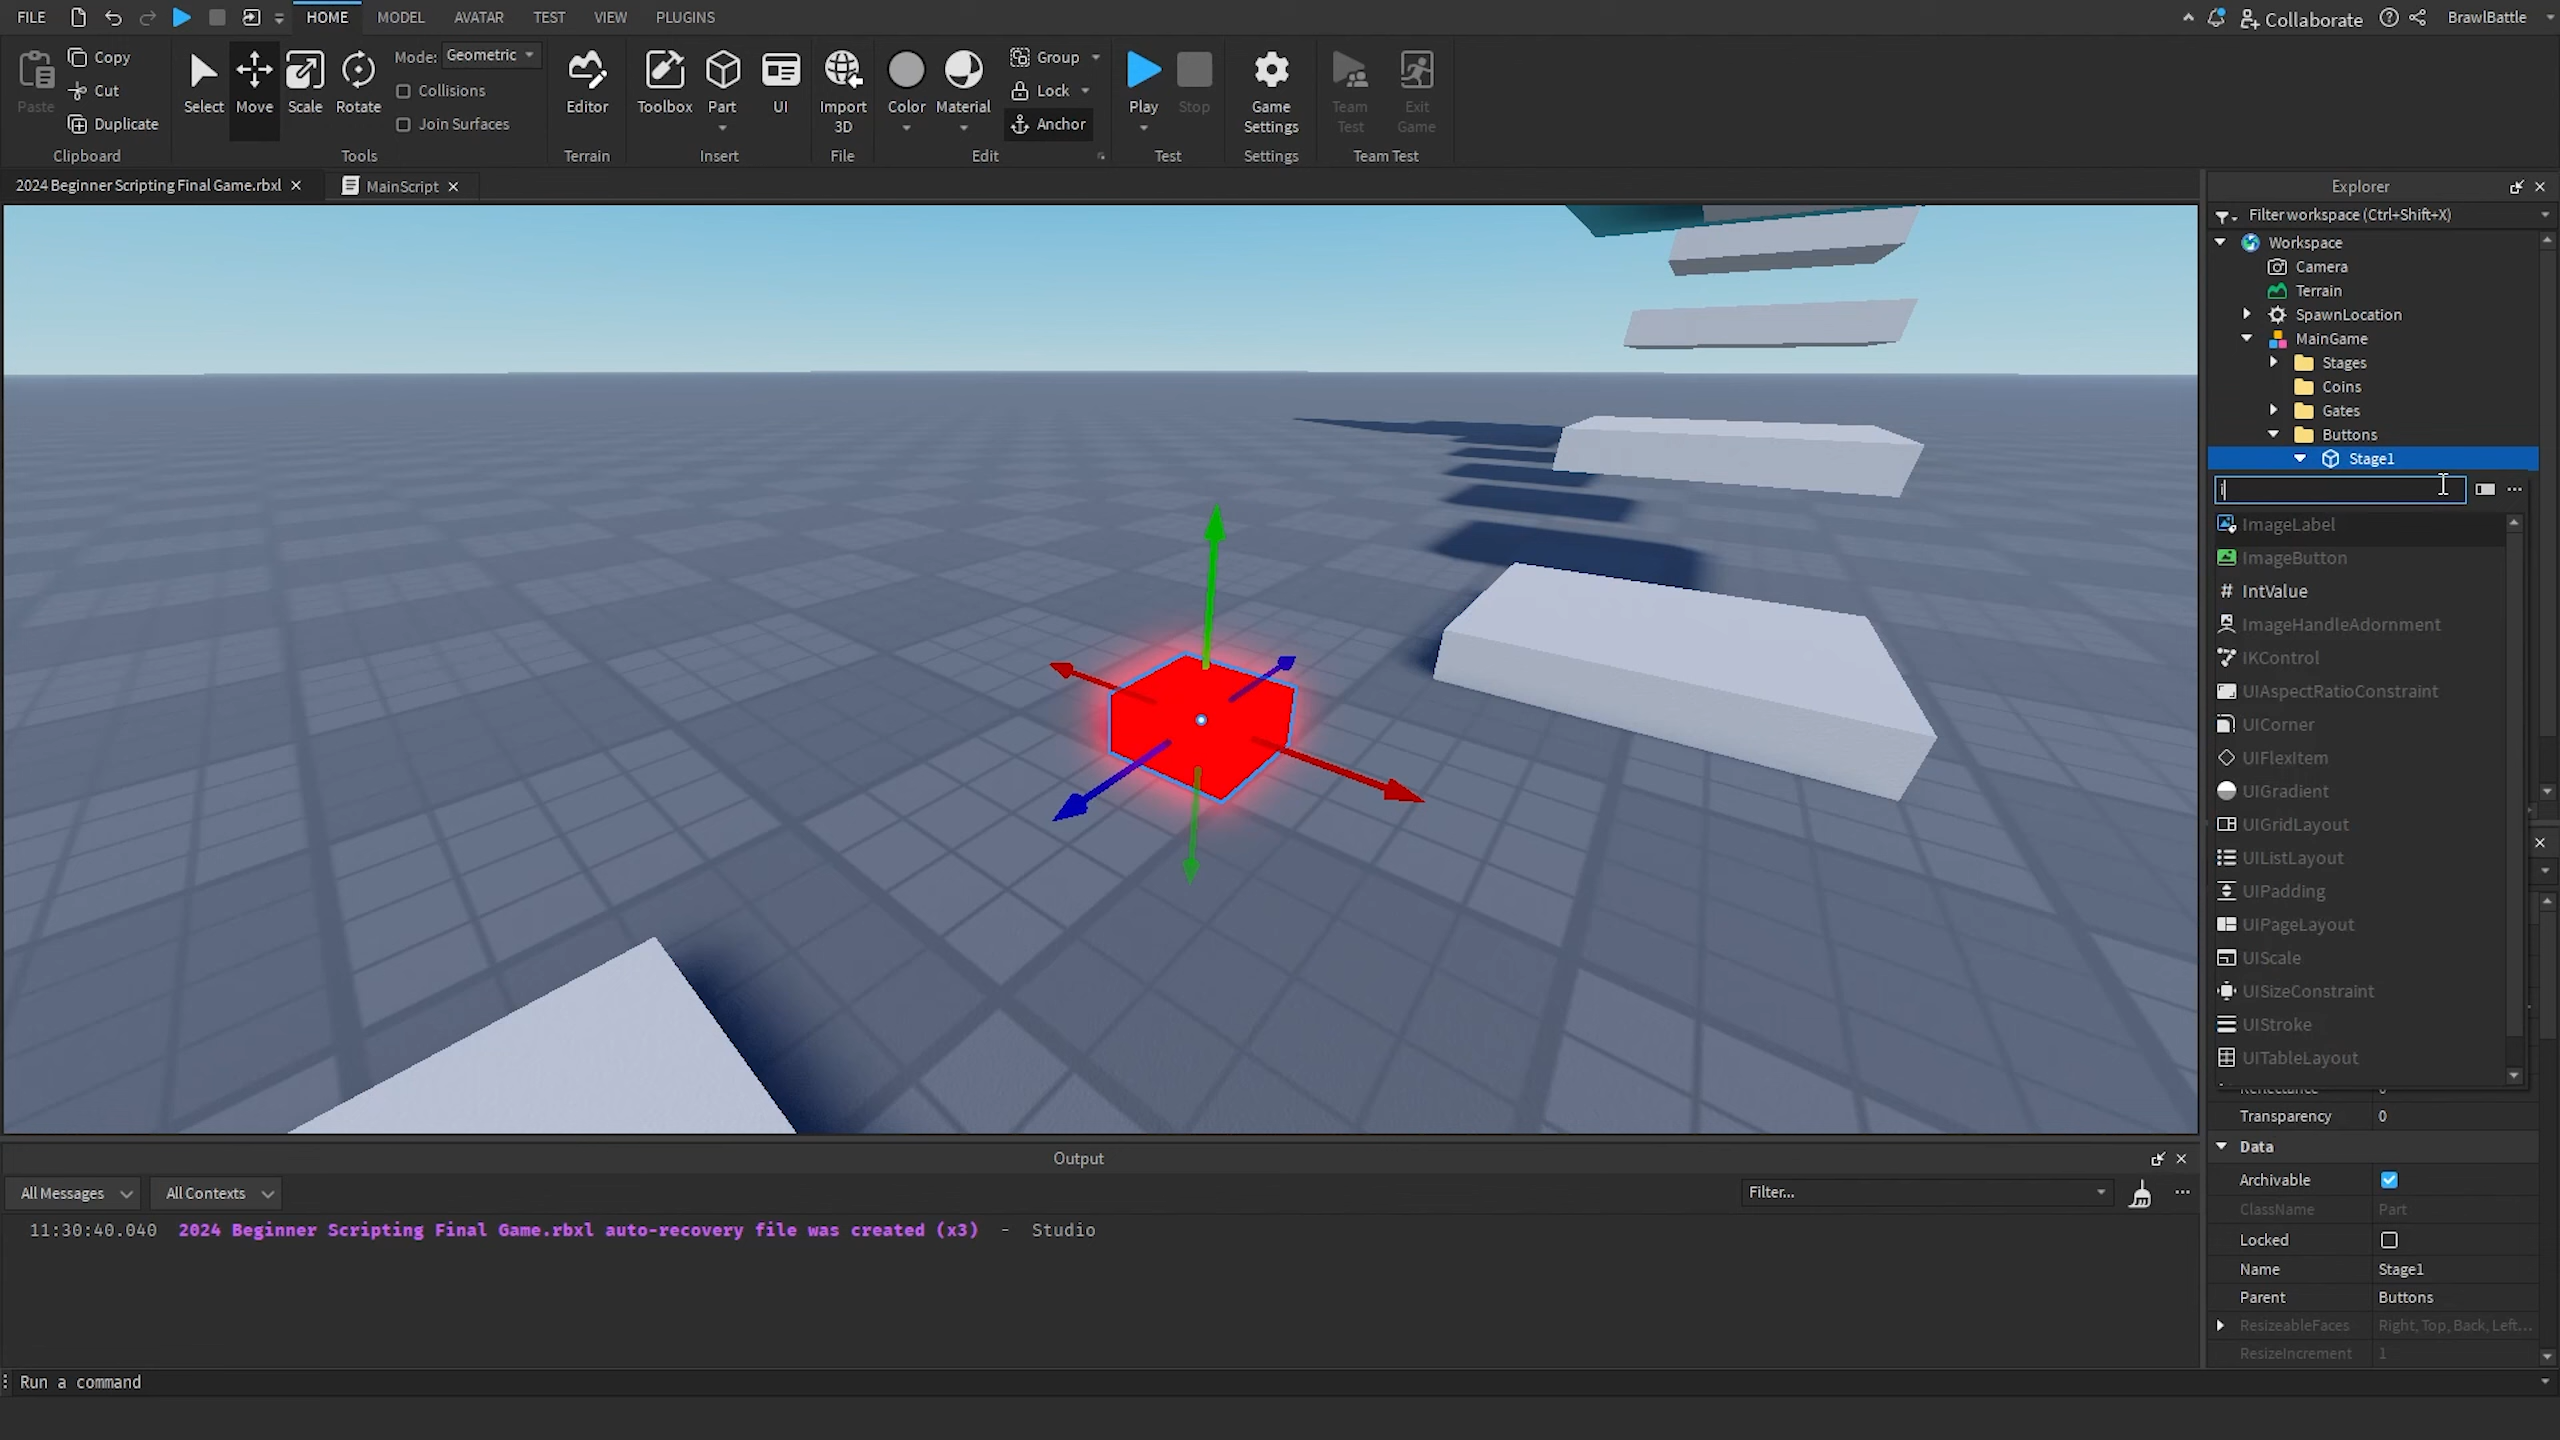 FILE
HOME
MODEL
AVATAR
TEST
VIEW
PLUGINS
Collaborate
BrawlBattle
Paste
Copy
Cut
Duplicate
Clipboard
Select
Move
Scale
Rotate
Mode: Geometric
Collisions
Join Surfaces
Tools
Editor
Terrain
Toolbox
Part
UI
Insert
Import
3D
File
Color
Material
Group
Lock
Anchor
Edit
Play
Stop
Test
Game
Settings
Settings
Team
Test
Exit
Game
Team Test
2024 Beginner Scripting Final Game.rbxl
MainScript
Explorer
Filter workspace (Ctrl+Shift+X)
Workspace
Camera
Terrain
SpawnLocation
MainGame
Stages
Coins
Gates
Buttons
Stage1
i
ImageLabel
ImageButton
IntValue
ImageHandleAdornment
IKControl
UIAspectRatioConstraint
UICorner
UIFlexItem
UIGradient
UIGridLayout
UIListLayout
UIPadding
UIPageLayout
UIScale
UISizeConstraint
UIStroke
UITableLayout
Transparency 0
Data
Archivable
ClassName Part
Locked
Name Stage1
Parent Buttons
ResizeableFaces Right, Top, Back, Left...
ResizeIncrement 1
Output
All Messages
All Contexts
Filter...
11:30:40.040 2024 Beginner Scripting Final Game.rbxl auto-recovery file was created (x3) - Studio
Run a command